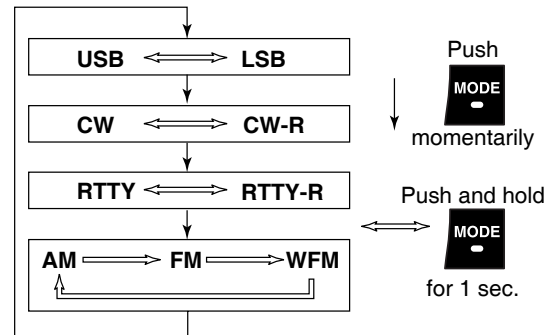 USB LSB
CW CW-R
RTTY RTTY-R
AM FM WFM
Push
MODE
momentarily
Push and hold
MODE
for 1 sec.